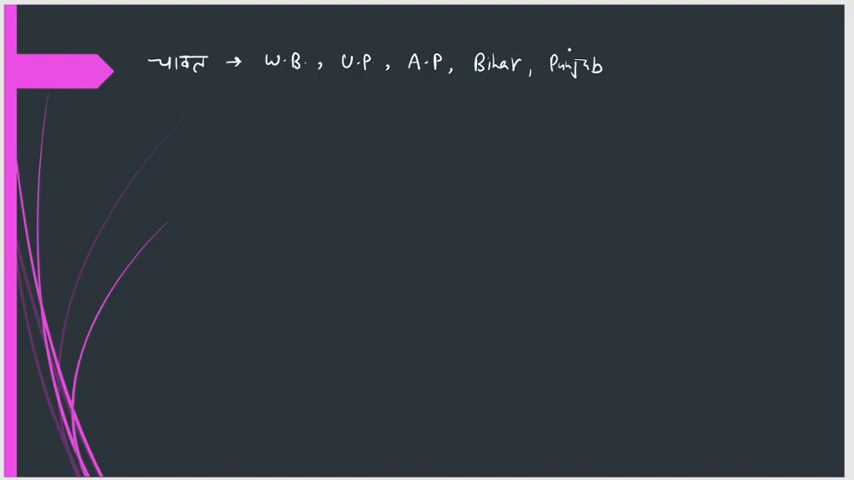 चावल → W.B., U.P, A.P, Bihar, Punjab